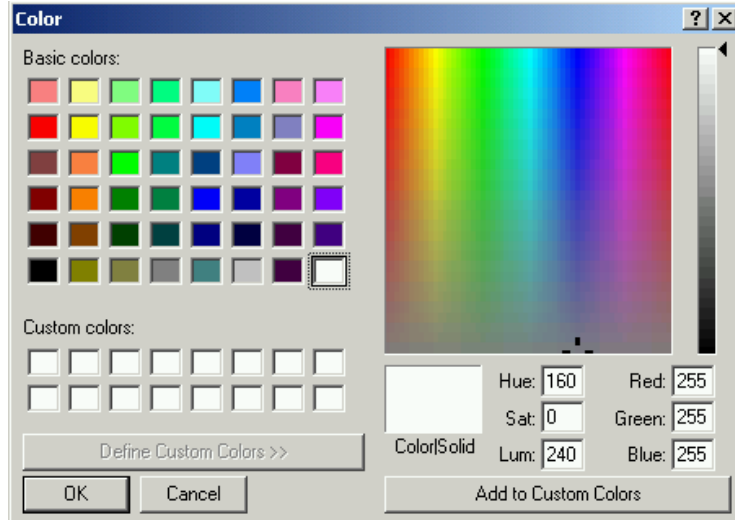 Color
Basic colors:
Custom colors:
Define Custom Colors >>
OK Cancel
Color|Solid
Hue: 160 Red: 255
Sat: 0 Green: 255
Lum: 240 Blue: 255
Add to Custom Colors